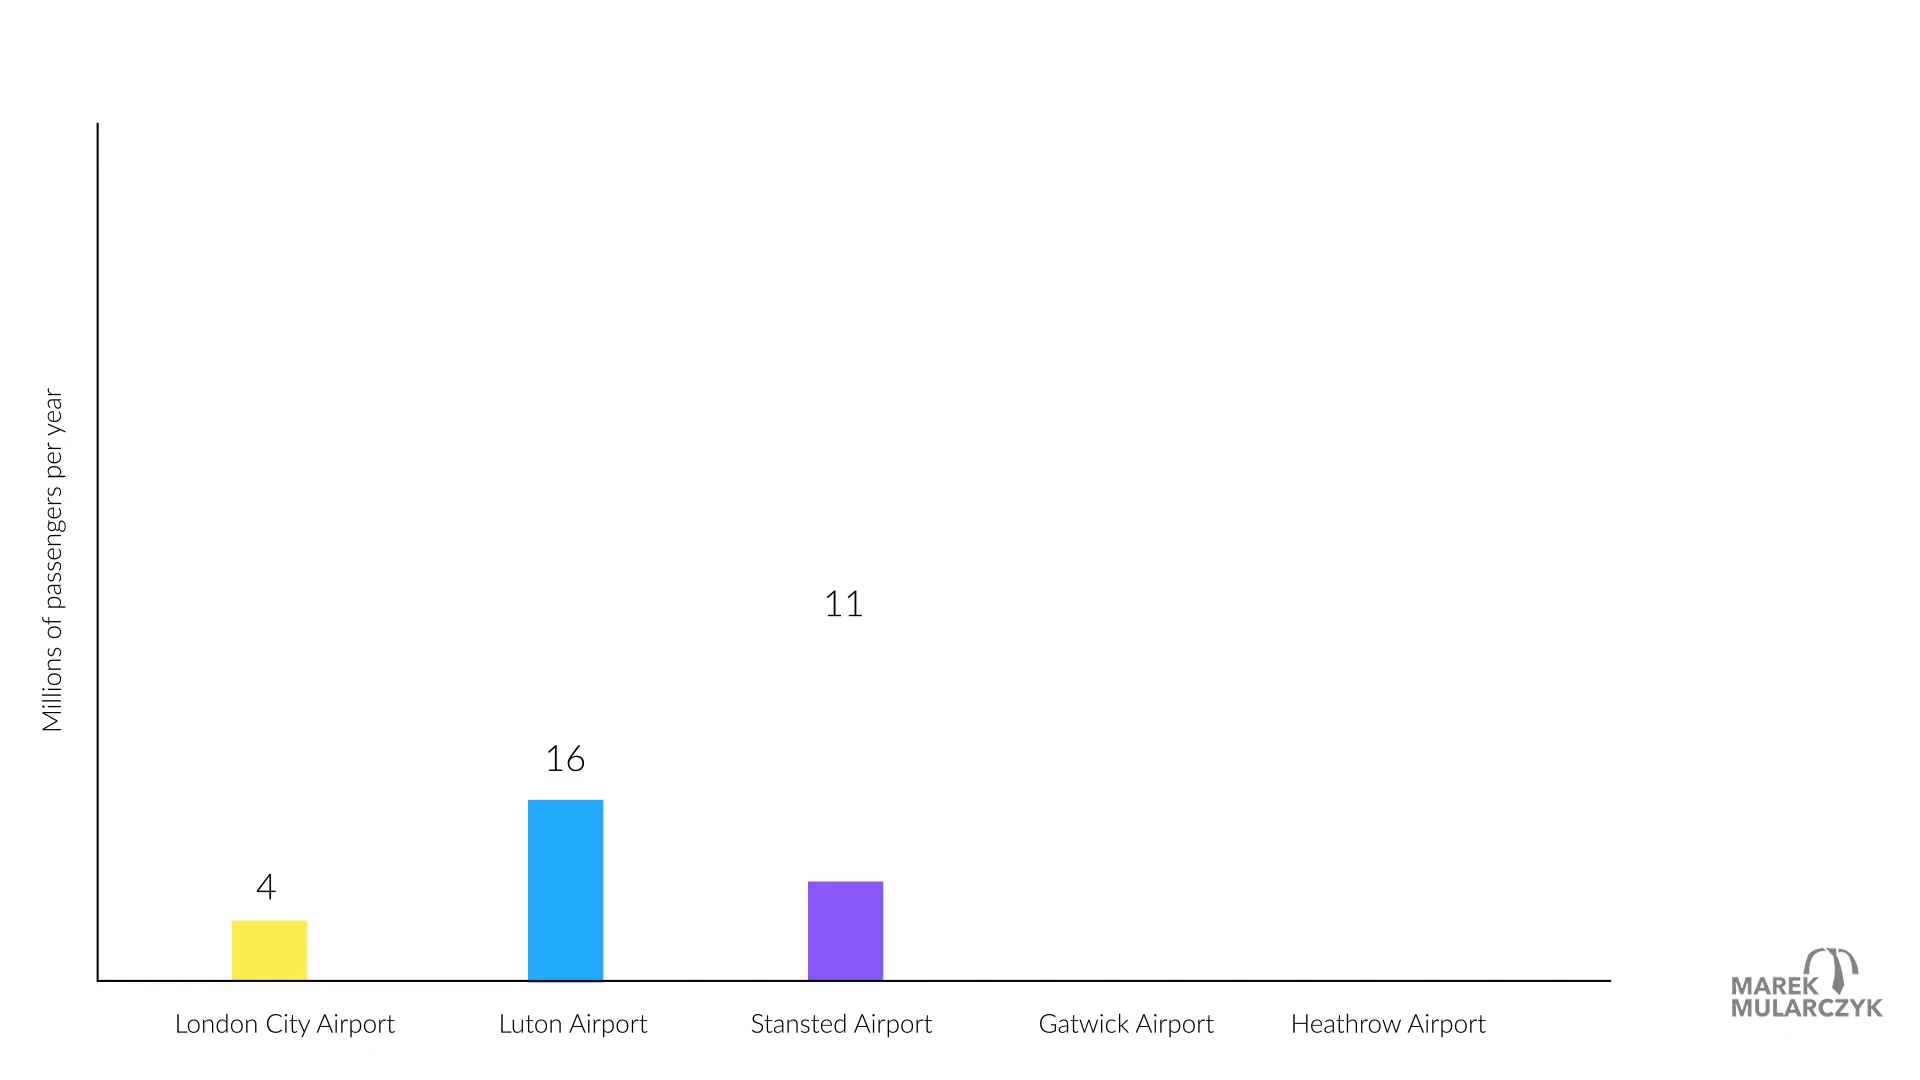 Millions of passengers per year
11
16
4
London City Airport
Luton Airport
Stansted Airport
Gatwick Airport
Heathrow Airport
MAREK
MULARCZYK